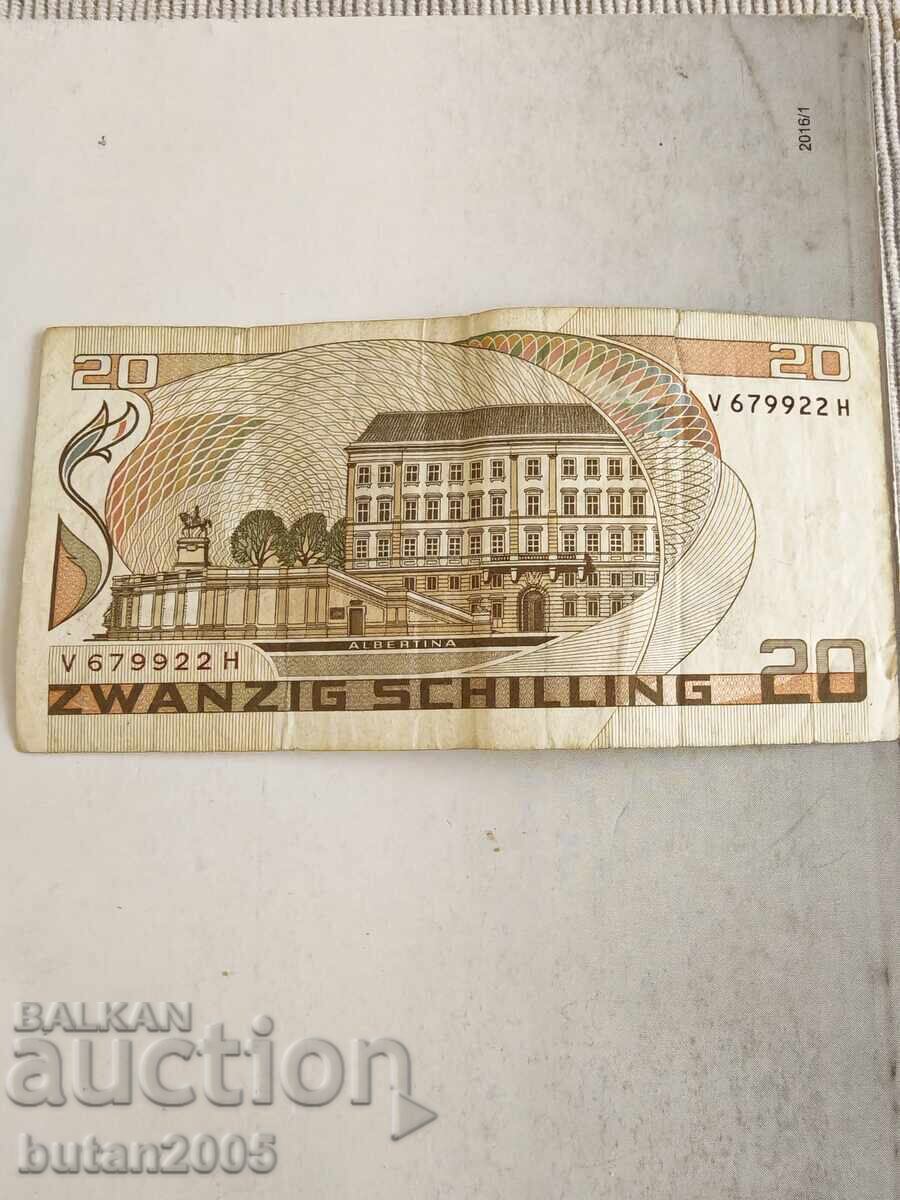 2016/1
20 20
V 679922 H
ALBERTINA
V 679922 H
ZWANZIG SCHILLING 20
BALKAN
auction
butan2005